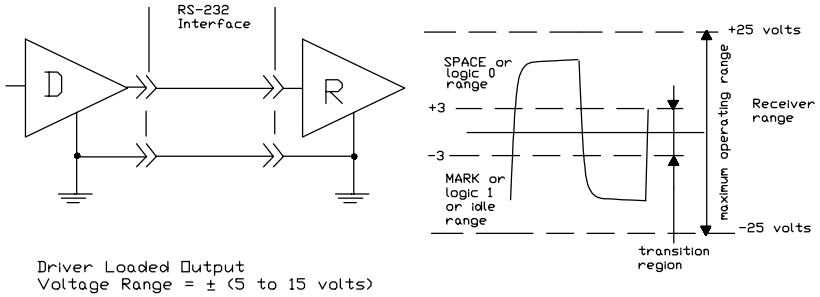 RS-232
Interface
D
R
Driver Loaded Output
Voltage Range = ± (5 to 15 volts)
+25 volts
SPACE or
logic 0
range
+3
-3
MARK or
logic 1
or idle
range
maximum operating range
Receiver
range
-25 volts
transition
region